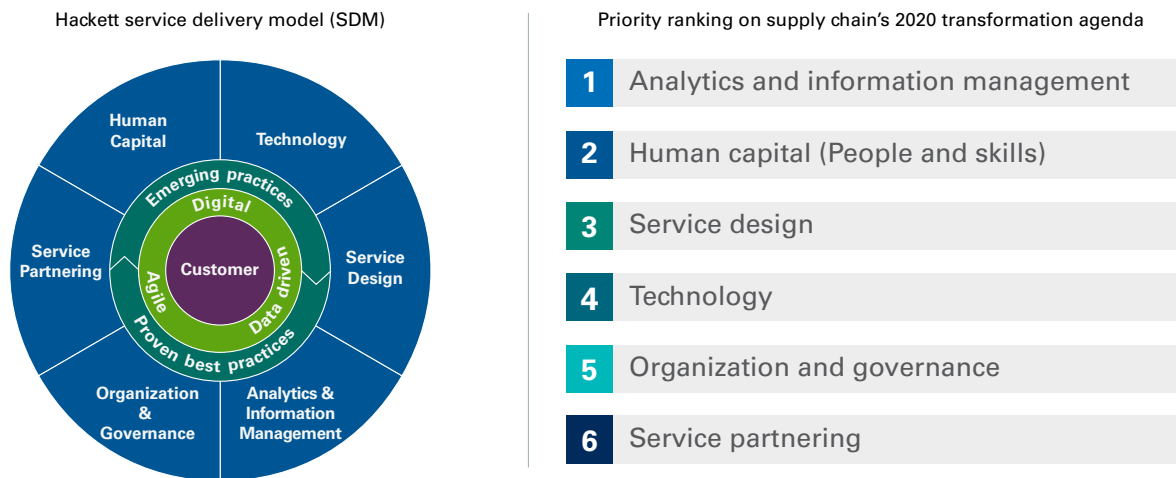 Hackett service delivery model (SDM)
Human
Capital
Technology
Service
Partnering
Service
Design
Organization
&
Governance
Analytics &
Information
Management
Emerging practices
Proven best practices
Digital
Agile
Data driven
Customer
Priority ranking on supply chain’s 2020 transformation agenda
1 Analytics and information management
2 Human capital (People and skills)
3 Service design
4 Technology
5 Organization and governance
6 Service partnering